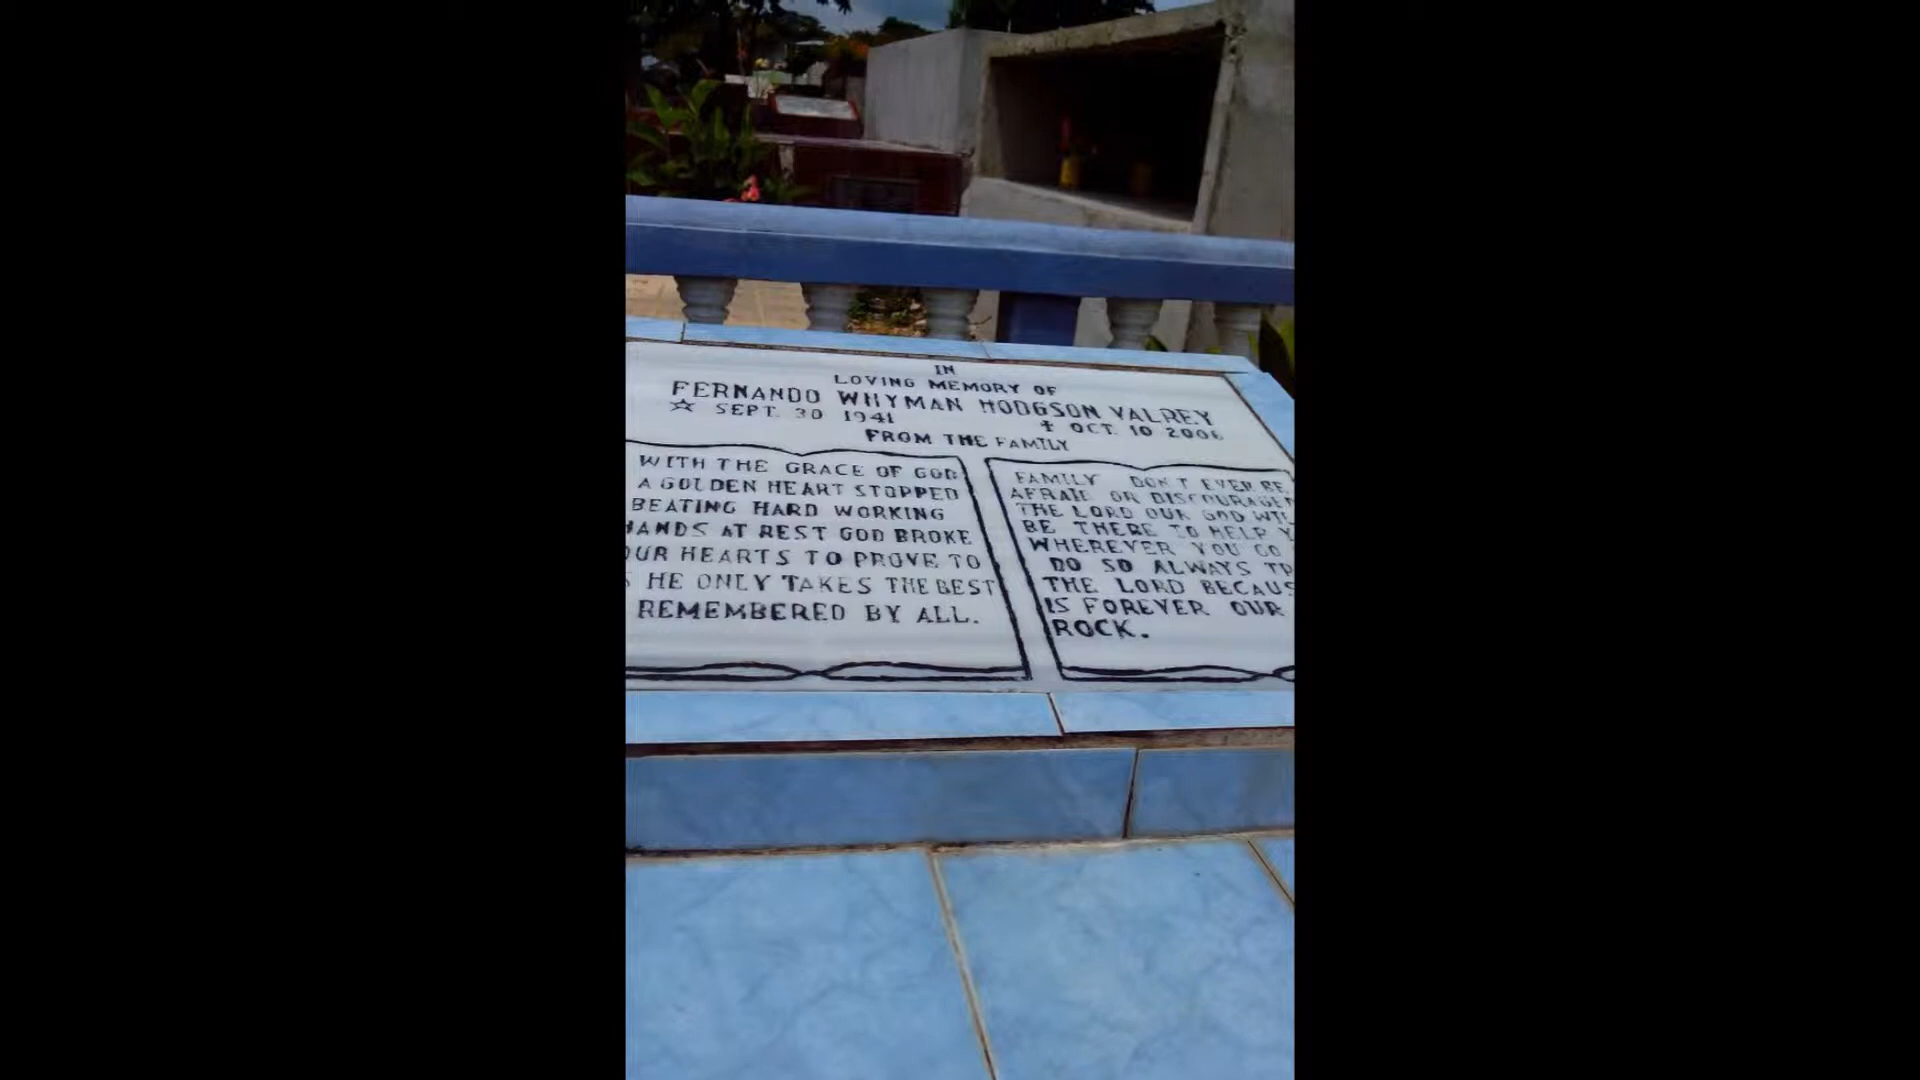 IN
LOVING MEMORY OF
FERNANDO WHYMAN HODGSON VALREY
☆ SEPT. 30 1941 ✝ OCT. 10 2006
FROM THE FAMILY
WITH THE GRACE OF GOD
A GOLDEN HEART STOPPED
BEATING HARD WORKING
HANDS AT REST GOD BROKE
OUR HEARTS TO PROVE TO
HE ONLY TAKES THE BEST
REMEMBERED BY ALL.
FAMILY DON'T EVER BE
AFRAID OR DISCOURAGED
THE LORD OUR GOD WILL
BE THERE TO HELP
WHEREVER YOU GO
DO SO ALWAYS
THE LORD
IS FOREVER OUR
ROCK.